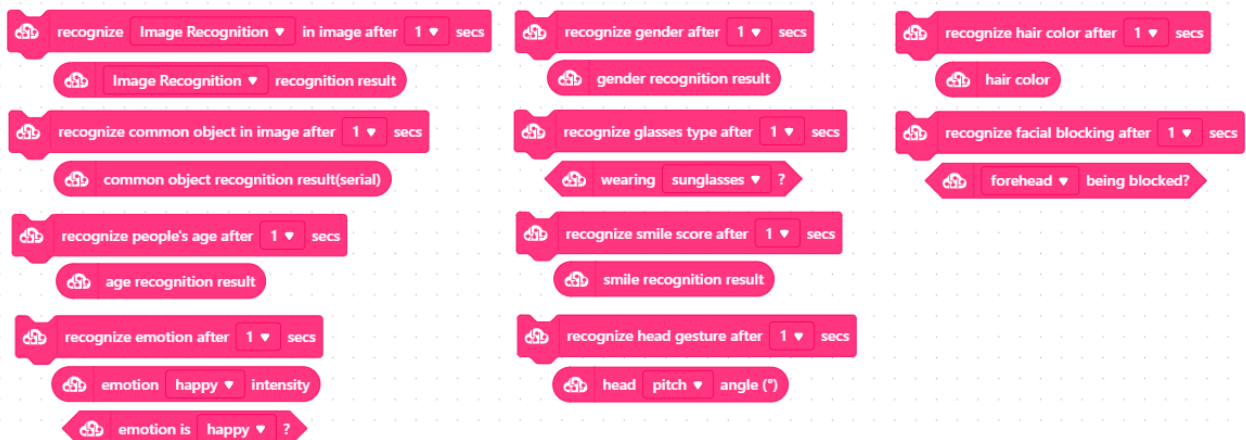 recognize Image Recognition in image after 1 secs
Image Recognition recognition result
recognize common object in image after 1 secs
common object recognition result(serial)
recognize people's age after 1 secs
age recognition result
recognize emotion after 1 secs
emotion happy intensity
emotion is happy ?
recognize gender after 1 secs
gender recognition result
recognize glasses type after 1 secs
wearing sunglasses ?
recognize smile score after 1 secs
smile recognition result
recognize head gesture after 1 secs
head pitch angle (°)
recognize hair color after 1 secs
hair color
recognize facial blocking after 1 secs
forehead being blocked?